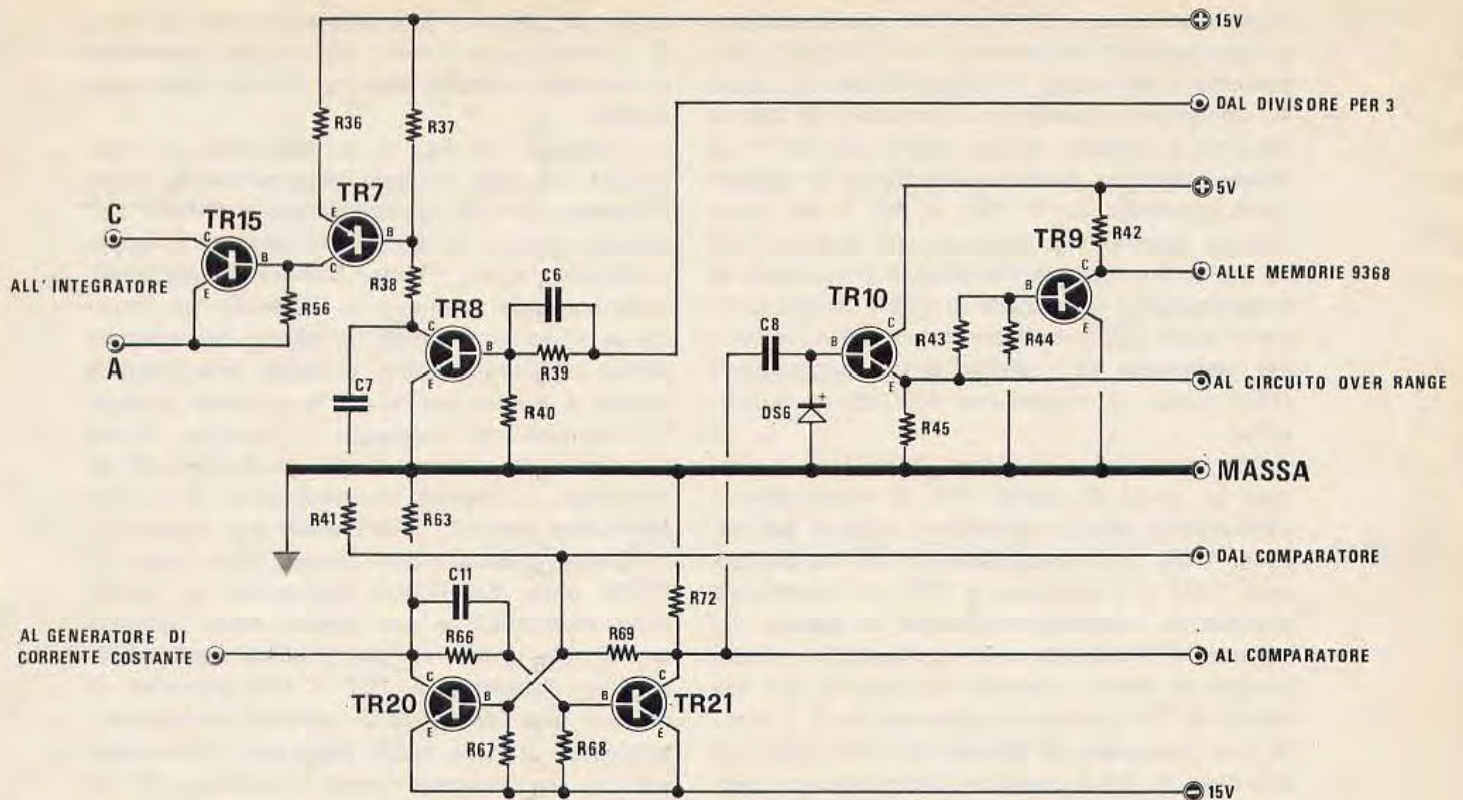 + 15V
R36
R37
DAL DIVISORE PER 3
C
TR15
TR7
E
B
C
+ 5V
R42
TR9
C
B
E
ALLE MEMORIE 9368
ALL'INTEGRATORE
C
B
E
R56
R38
C6
TR8
C
B
E
R39
TR10
C8
C
B
E
R43
R44
A
C7
R40
DS6
+
R45
AL CIRCUITO OVER RANGE
MASSA
R41
R63
DAL COMPARATORE
C11
R72
AL GENERATORE DI
CORRENTE COSTANTE
R66
R69
AL COMPARATORE
TR20
C
B
E
TR21
C
B
E
R67
R68
- 15V